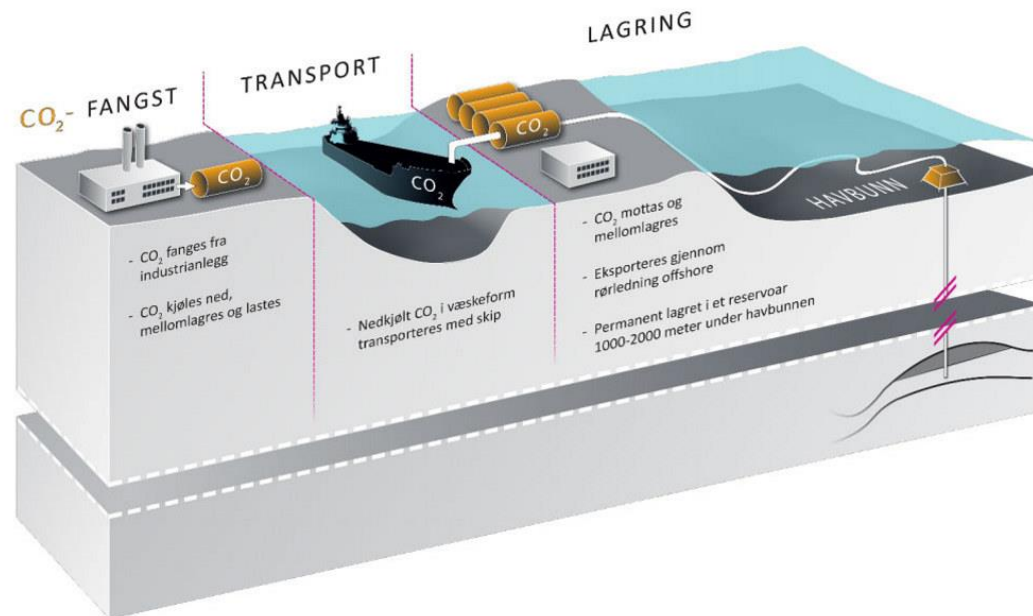 CO₂- FANGST
TRANSPORT
LAGRING
CO₂
CO₂
CO₂
HAVBUNN
- CO₂ fanges fra
industrianlegg
- CO₂ kjøles ned,
mellomlagres og lastes
- Nedkjølt CO₂ i væskeform
transporteres med skip
- CO₂ mottas og
mellomlagres
- Eksporteres gjennom
rørledning offshore
- Permanent lagret i et reservoar
1000-2000 meter under havbunnen